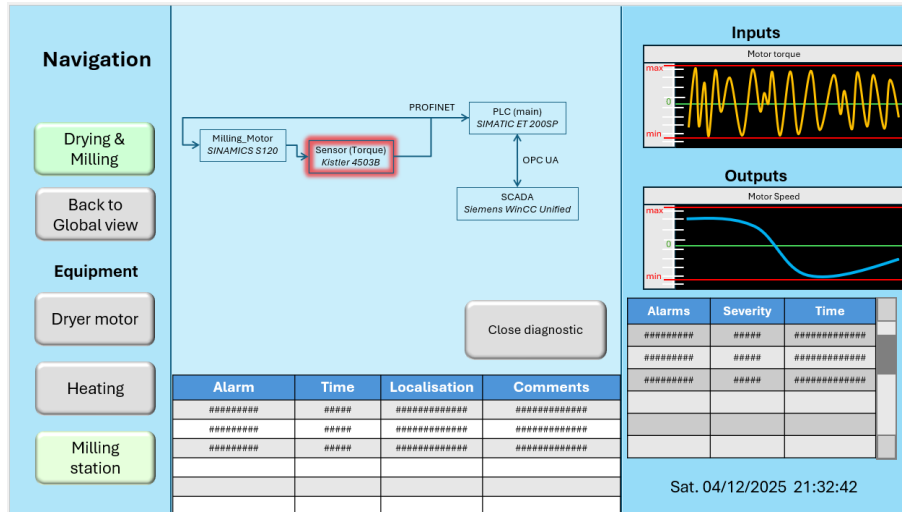 Navigation
Drying &
Milling
Back to
Global view
Equipment
Dryer motor
Heating
Milling
station
PROFINET
Milling_Motor
SINAMICS S120
Sensor (Torque)
Kistler 4503B
PLC (main)
SIMATIC ET 200SP
OPC UA
SCADA
Siemens WinCC Unified
Close diagnostic
Alarm Time Localisation Comments
######### ##### ############# #############
######### ##### ############# #############
######### ##### ############# #############
Inputs
Motor torque
max
0
min
Outputs
Motor Speed
max
0
min
Alarms Severity Time
######### ##### #############
######### ##### #############
######### ##### #############
Sat. 04/12/2025 21:32:42